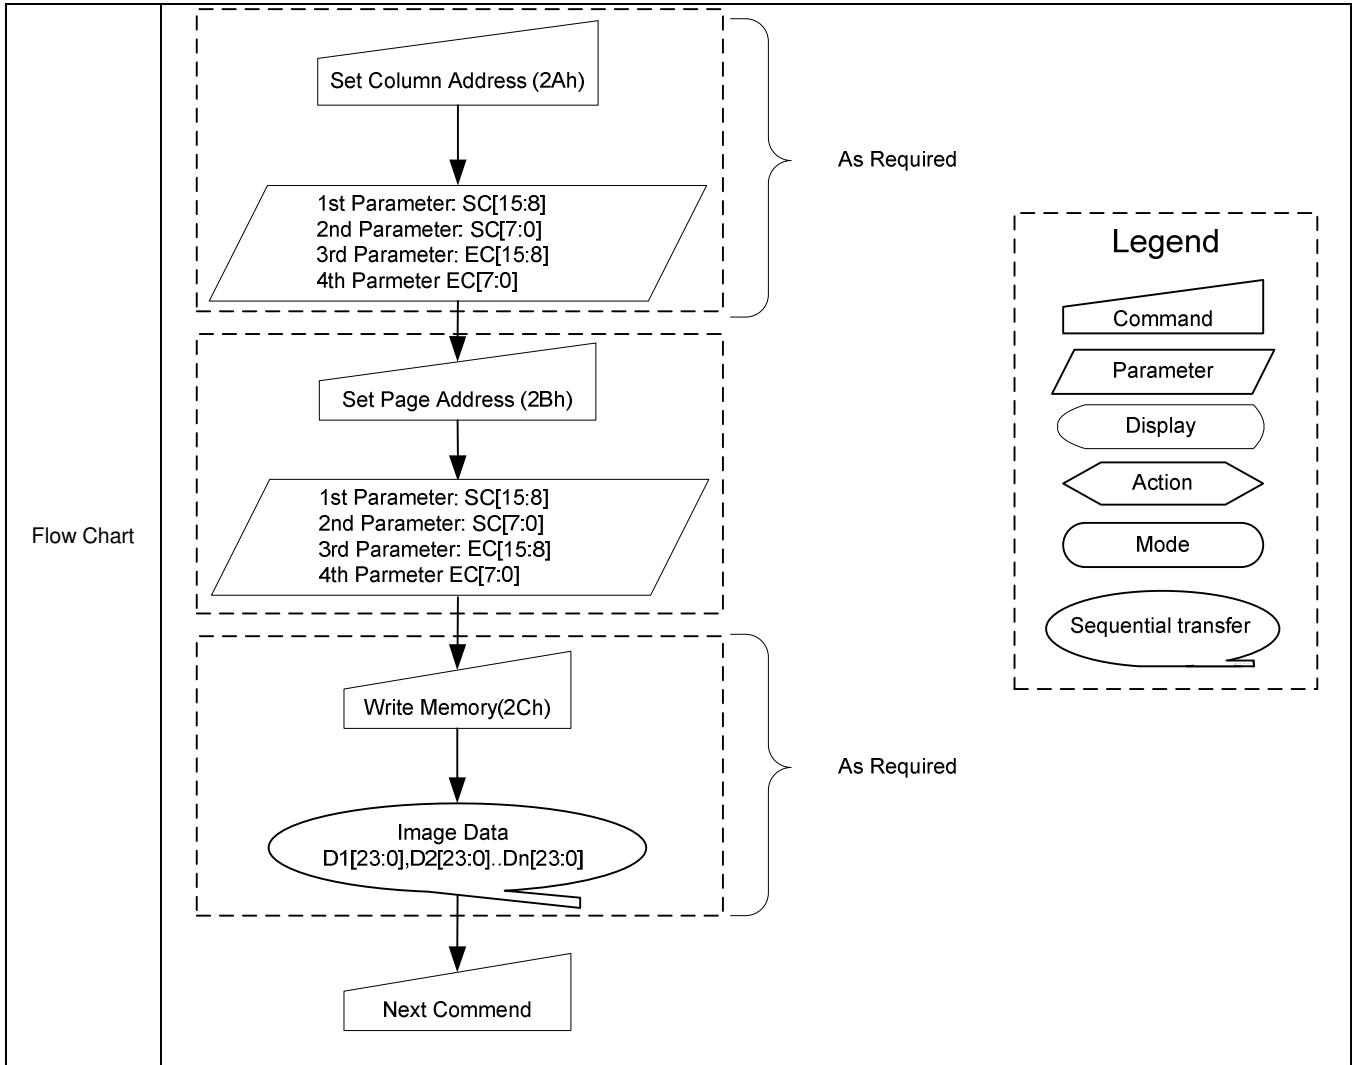 Flow Chart
Set Column Address (2Ah)
1st Parameter: SC[15:8]
2nd Parameter: SC[7:0]
3rd Parameter: EC[15:8]
4th Parmeter EC[7:0]
As Required
Set Page Address (2Bh)
1st Parameter: SC[15:8]
2nd Parameter: SC[7:0]
3rd Parameter: EC[15:8]
4th Parmeter EC[7:0]
Write Memory(2Ch)
Image Data
D1[23:0],D2[23:0]..Dn[23:0]
As Required
Next Commend
Legend
Command
Parameter
Display
Action
Mode
Sequential transfer